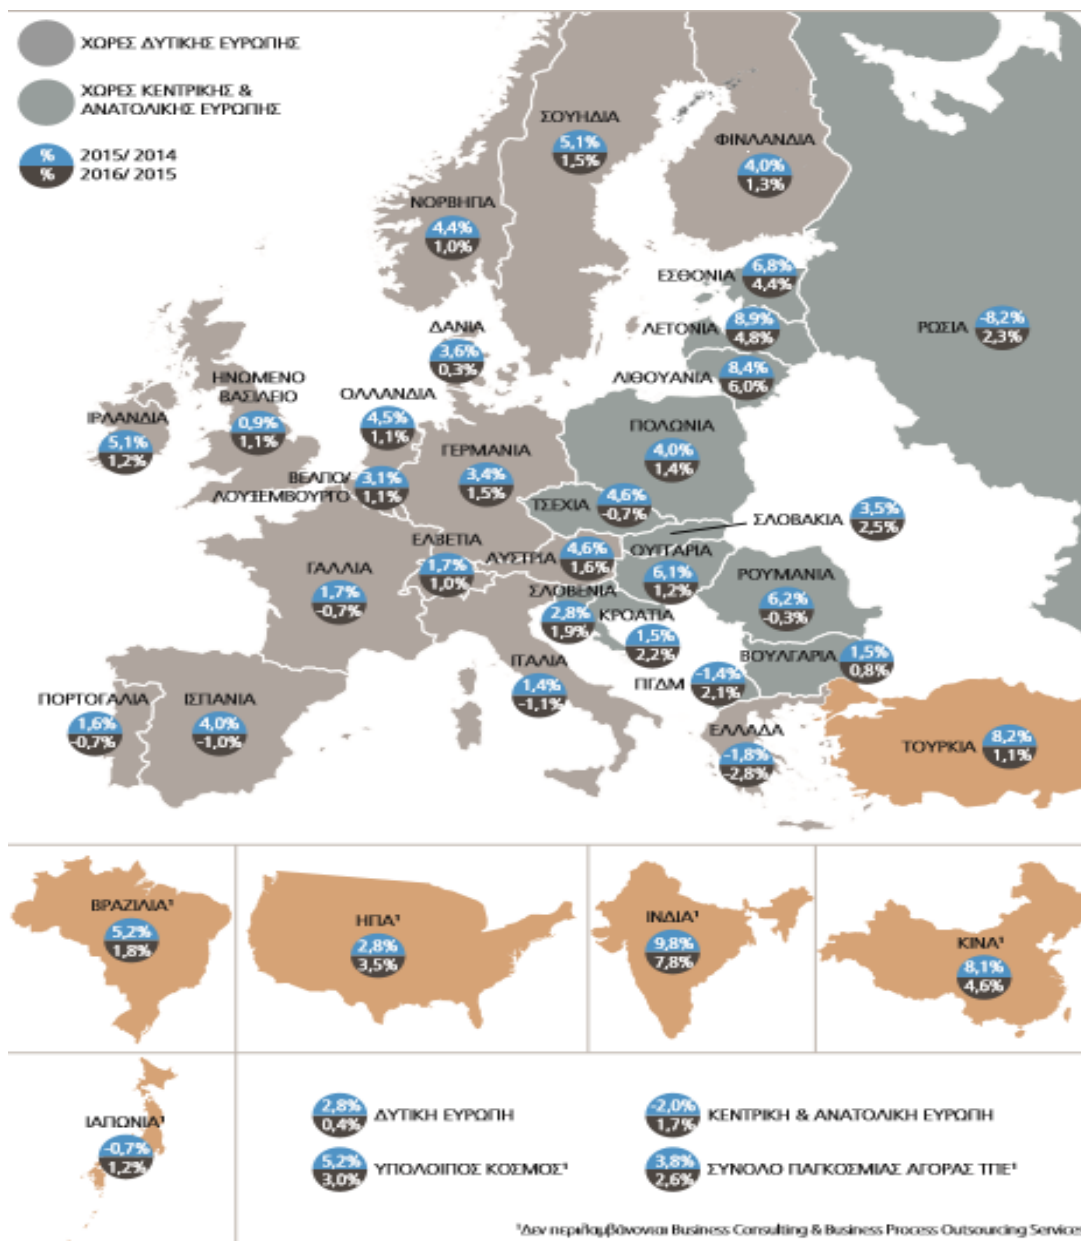 ΧΩΡΕΣ ΔΥΤΙΚΗΣ ΕΥΡΩΠΗΣ
ΧΩΡΕΣ ΚΕΝΤΡΙΚΗΣ &
ΑΝΑΤΟΛΙΚΗΣ ΕΥΡΩΠΗΣ
% 2015/ 2014
% 2016/ 2015
ΣΟΥΗΔΙΑ
5,1%
1,5%
ΦΙΝΛΑΝΔΙΑ
4,0%
1,3%
ΝΟΡΒΗΓΙΑ
4,4%
1,0%
ΕΣΘΟΝΙΑ
6,8%
4,4%
ΛΕΤΟΝΙΑ
8,9%
4,8%
ΡΩΣΙΑ
-8,2%
2,3%
ΔΑΝΙΑ
3,6%
0,3%
ΛΙΘΟΥΑΝΙΑ
8,4%
6,0%
ΗΝΩΜΕΝΟ
ΒΑΣΙΛΕΙΟ
0,9%
1,1%
ΟΛΛΑΝΔΙΑ
4,5%
1,1%
ΙΡΛΑΝΔΙΑ
5,1%
1,2%
ΠΟΛΩΝΙΑ
4,0%
1,4%
ΓΕΡΜΑΝΙΑ
3,4%
1,5%
ΒΕΛΓΙΟ/
ΛΟΥΞΕΜΒΟΥΡΓΟ
3,1%
1,1%
ΤΣΕΧΙΑ
4,6%
-0,7%
ΣΛΟΒΑΚΙΑ
3,5%
2,5%
ΕΛΒΕΤΙΑ
1,7%
1,0%
ΑΥΣΤΡΙΑ
4,6%
1,6%
ΟΥΓΓΑΡΙΑ
6,1%
1,2%
ΓΑΛΛΙΑ
1,7%
-0,7%
ΡΟΥΜΑΝΙΑ
6,2%
-0,3%
ΣΛΟΒΕΝΙΑ
2,8%
1,9%
ΚΡΟΑΤΙΑ
1,5%
2,2%
ΒΟΥΛΓΑΡΙΑ
1,5%
0,8%
ΙΤΑΛΙΑ
1,4%
-1,1%
ΠΓΔΜ
-1,4%
2,1%
ΠΟΡΤΟΓΑΛΙΑ
1,6%
-0,7%
ΙΣΠΑΝΙΑ
4,0%
-1,0%
ΕΛΛΑΔΑ
-1,8%
-2,8%
ΤΟΥΡΚΙΑ
8,2%
1,1%
ΒΡΑΖΙΛΙΑ¹
5,2%
1,8%
ΗΠΑ¹
2,8%
3,5%
ΙΝΔΙΑ¹
9,8%
7,8%
ΚΙΝΑ¹
8,1%
4,6%
ΙΑΠΩΝΙΑ¹
-0,7%
1,2%
2,8%
0,4%
ΔΥΤΙΚΗ ΕΥΡΩΠΗ
-2,0%
1,7%
ΚΕΝΤΡΙΚΗ & ΑΝΑΤΟΛΙΚΗ ΕΥΡΩΠΗ
5,2%
3,0%
ΥΠΟΛΟΙΠΟΣ ΚΟΣΜΟΣ¹
3,8%
2,6%
ΣΥΝΟΛΟ ΠΑΓΚΟΣΜΙΑΣ ΑΓΟΡΑΣ ΤΠΕ¹
¹Δεν περιλαμβάνονται Business Consulting & Business Process Outsourcing Services